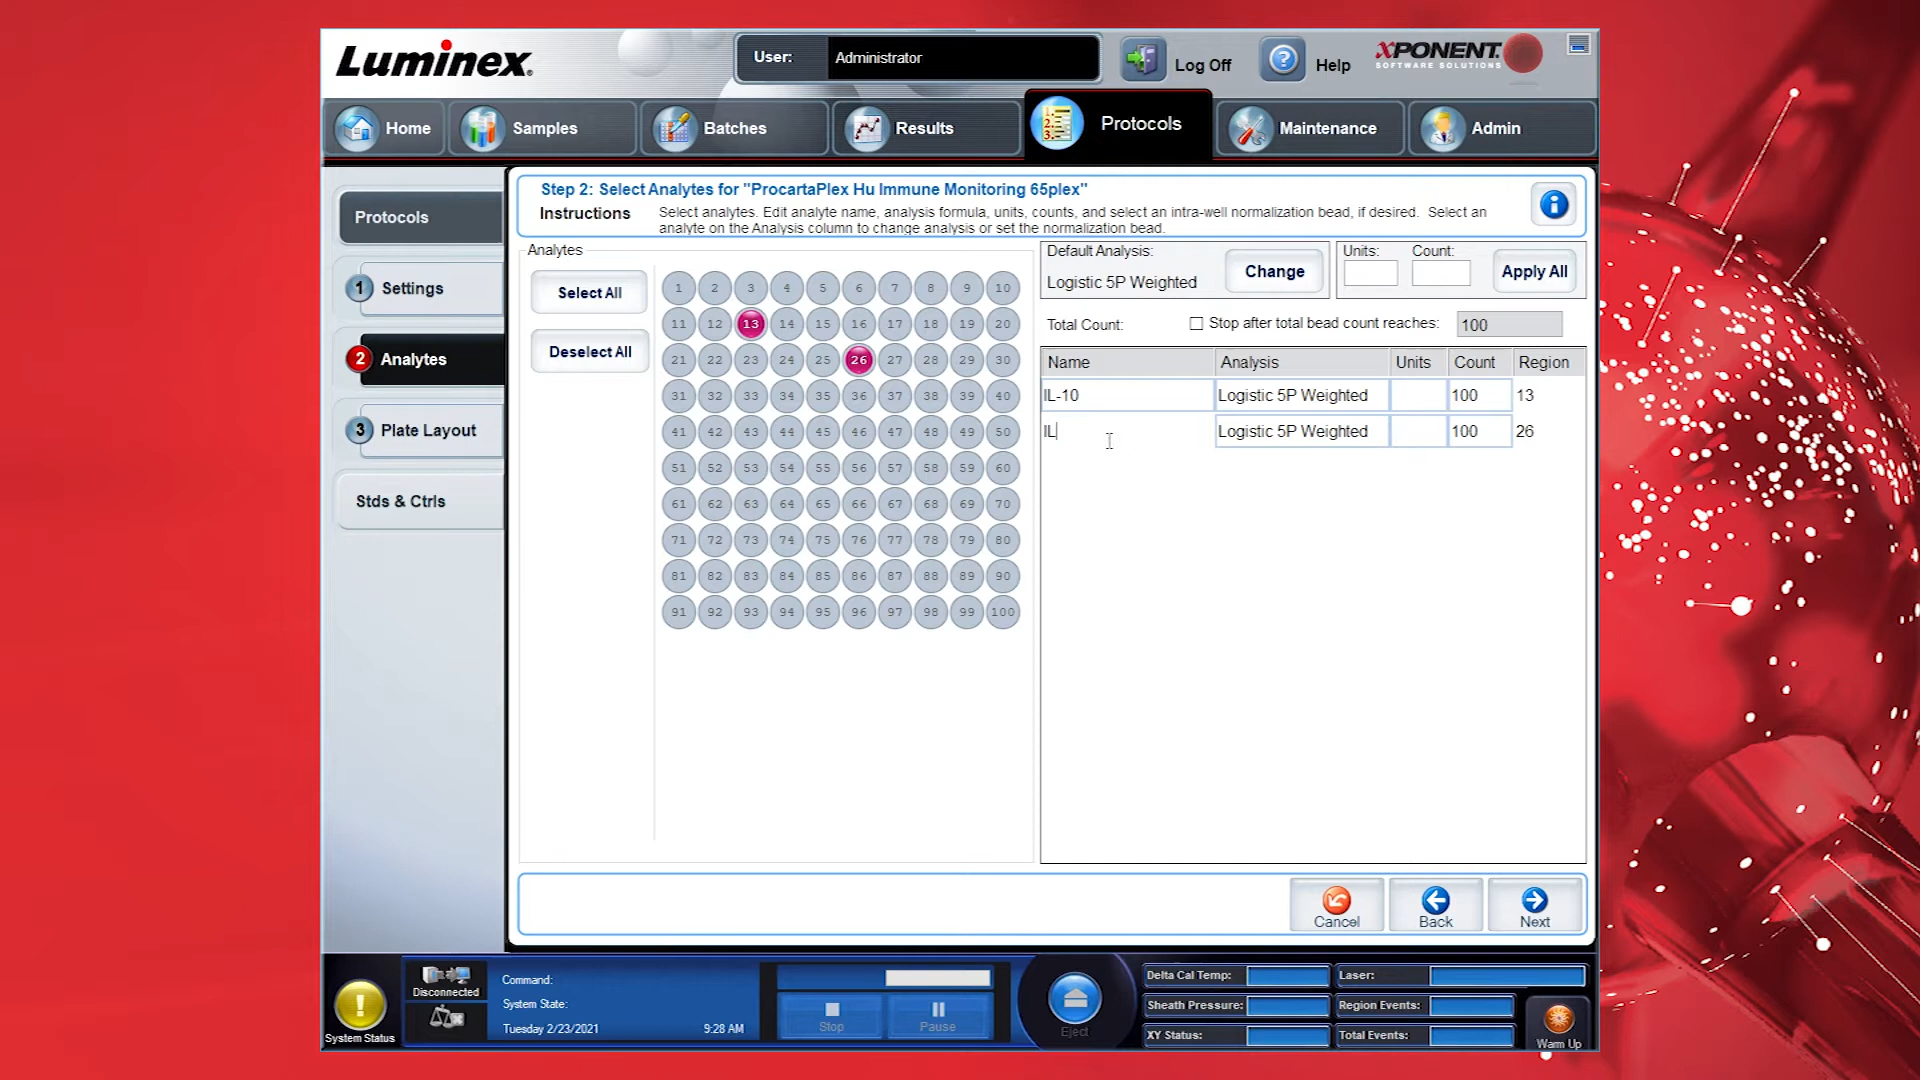 Luminex
User:
Administrator
Log Off
Help
XPONENT.
SOFTWARE SOLUTIONS
Home
Samples
Batches
Results
Protocols
Maintenance
Admin
Protocols
1 Settings
2 Analytes
3 Plate Layout
Stds & Ctrls
Step 2: Select Analytes for "ProcartaPlex Hu Immune Monitoring 65plex"
Instructions
Select analytes. Edit analyte name, analysis formula, units, counts, and select an intra-well normalization bead, if desired. Select an
analyte on the Analysis column to change analysis or set the normalization bead.
Analytes
Select All
Deselect All
1 2 3 4 5 6 7 8 9 10
11 12 13 14 15 16 17 18 19 20
21 22 23 24 25 26 27 28 29 30
31 32 33 34 35 36 37 38 39 40
41 42 43 44 45 46 47 48 49 50
51 52 53 54 55 56 57 58 59 60
61 62 63 64 65 66 67 68 69 70
71 72 73 74 75 76 77 78 79 80
81 82 83 84 85 86 87 88 89 90
91 92 93 94 95 96 97 98 99 100
Default Analysis:
Logistic 5P Weighted
Change
Units:
Count:
Apply All
Total Count:
Stop after total bead count reaches:
100
Name Analysis Units Count Region
IL-10 Logistic 5P Weighted 100 13
IL Logistic 5P Weighted 100 26
Cancel
Back
Next
System Status
Disconnected
Command:
System State:
Tuesday 2/23/2021 9:28 AM
Stop
Pause
Eject
Delta Cal Temp:
Laser:
Sheath Pressure:
Region Events:
XY Status:
Total Events:
Warm Up